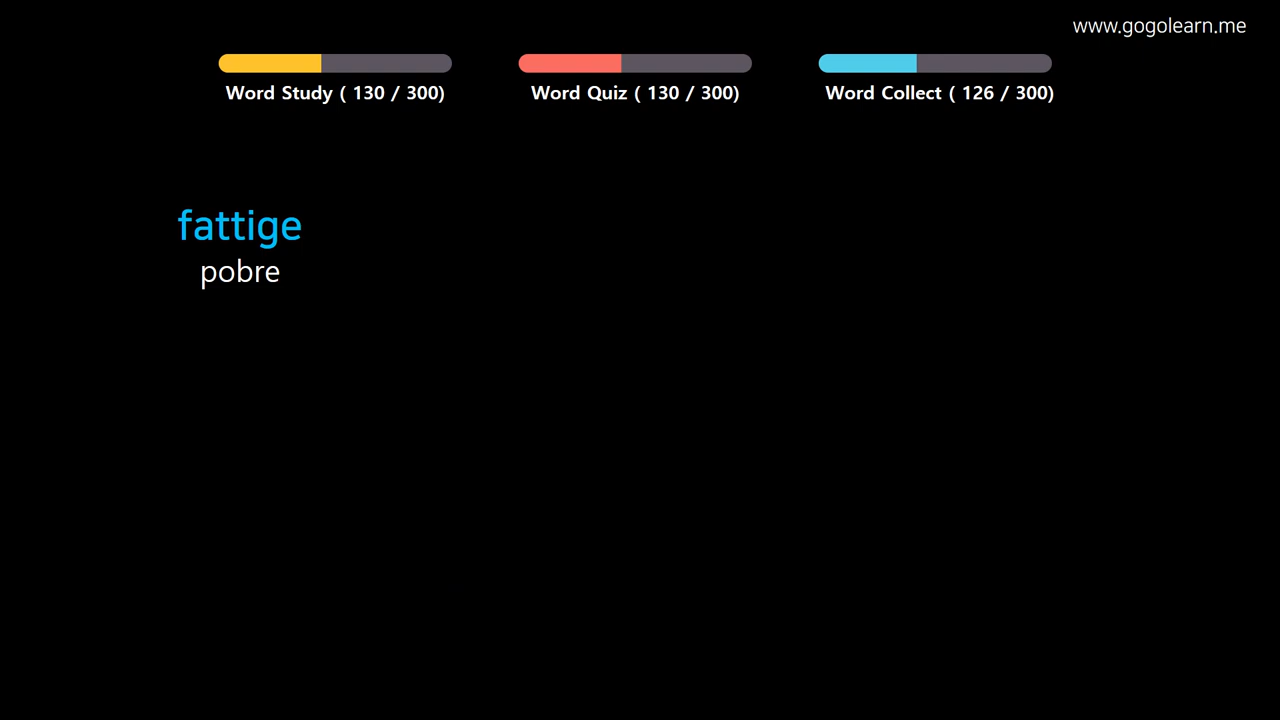 www.gogolearn.me
Word Study ( 130 / 300)
Word Quiz ( 130 / 300)
Word Collect ( 126 / 300)
fattige
pobre